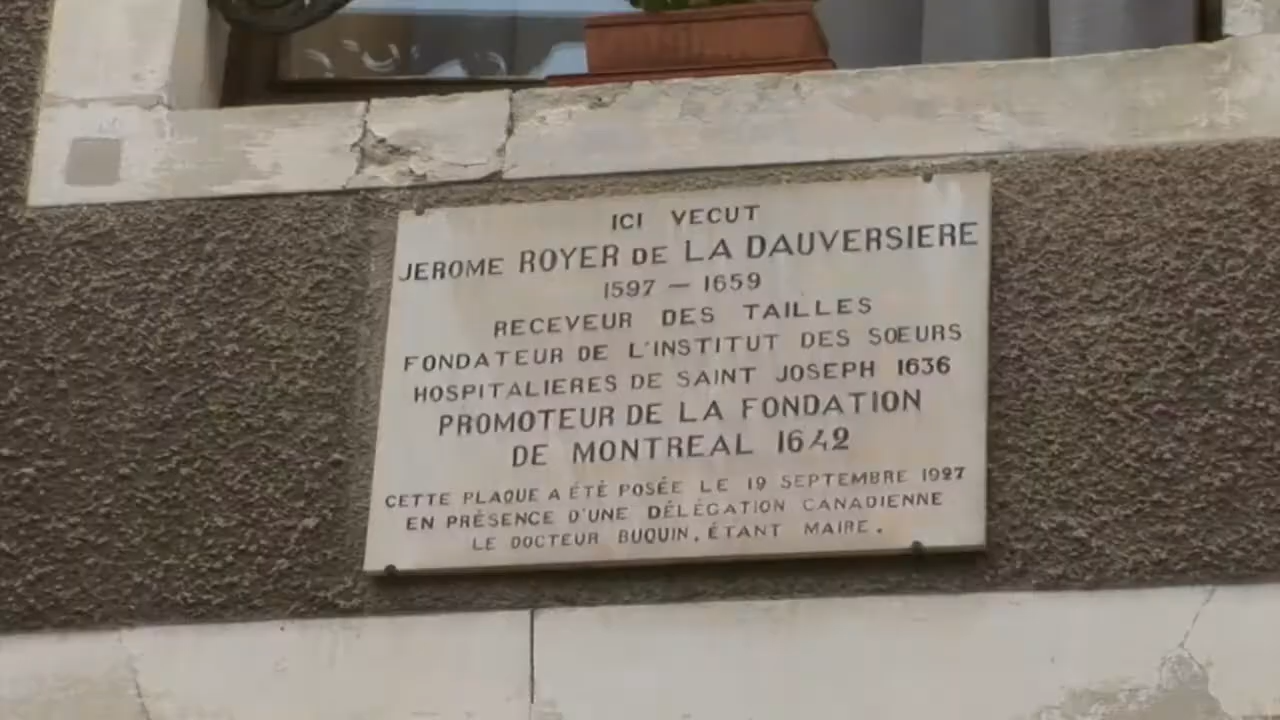 ICI VECUT
JEROME ROYER DE LA DAUVERSIERE
1597 — 1659
RECEVEUR DES TAILLES
FONDATEUR DE L'INSTITUT DES SŒURS
HOSPITALIERES DE SAINT JOSEPH 1636
PROMOTEUR DE LA FONDATION
DE MONTREAL 1642
CETTE PLAQUE A ÉTÉ POSÉE LE 19 SEPTEMBRE 1927
EN PRÉSENCE D'UNE DÉLÉGATION CANADIENNE
LE DOCTEUR BUQUIN, ÉTANT MAIRE.